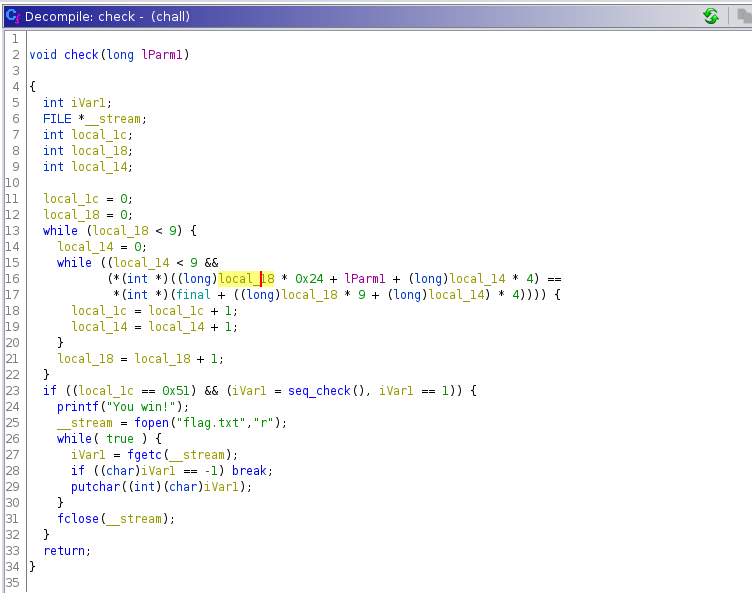 Decompile: check - (chall)
1
2 void check(long lParm1)
3
4 {
5 int iVar1;
6 FILE *__stream;
7 int local_1c;
8 int local_18;
9 int local_14;
10
11 local_1c = 0;
12 local_18 = 0;
13 while (local_18 < 9) {
14 local_14 = 0;
15 while ((local_14 < 9 &&
16 (*(int *)((long)local_18 * 0x24 + lParm1 + (long)local_14 * 4) ==
17 *(int *)(final + ((long)local_18 * 9 + (long)local_14) * 4)))) {
18 local_1c = local_1c + 1;
19 local_14 = local_14 + 1;
20 }
21 local_18 = local_18 + 1;
22 }
23 if ((local_1c == 0x51) && (iVar1 = seq_check(), iVar1 == 1)) {
24 printf("You win!");
25 __stream = fopen("flag.txt","r");
26 while( true ) {
27 iVar1 = fgetc(__stream);
28 if ((char)iVar1 == -1) break;
29 putchar((int)(char)iVar1);
30 }
31 fclose(__stream);
32 }
33 return;
34 }
35